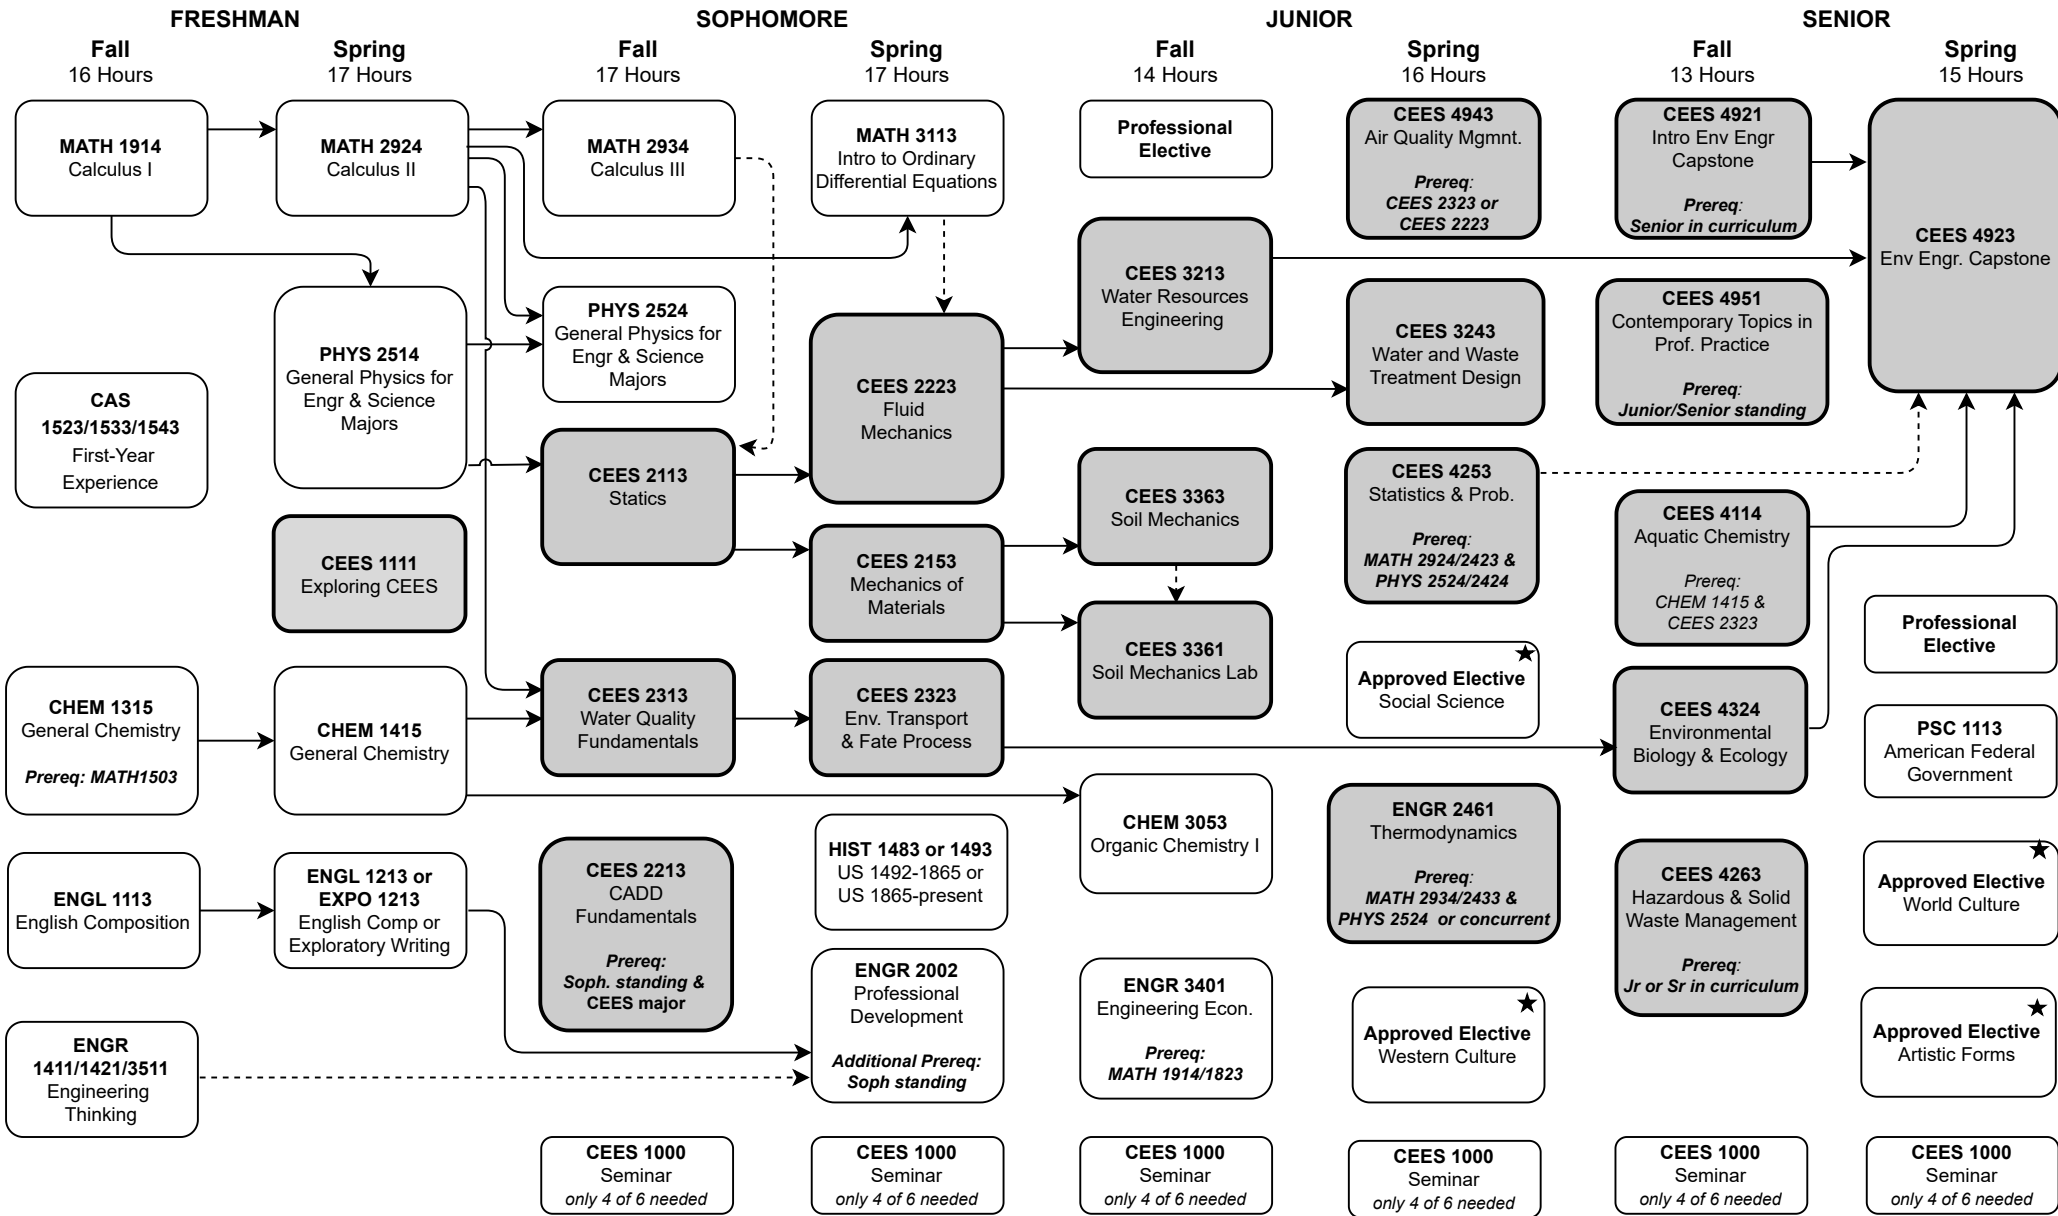 FRESHMAN
SOPHOMORE
JUNIOR
SENIOR
Fall
16 Hours
Spring
17 Hours
Fall
17 Hours
Spring
17 Hours
Fall
14 Hours
Spring
16 Hours
Fall
13 Hours
Spring
15 Hours
MATH 1914
Calculus I
CAS
1523/1533/1543
First-Year
Experience
CHEM 1315
General Chemistry
Prereq: MATH1503
ENGL 1113
English Composition
ENGR
1411/1421/3511
Engineering
Thinking
MATH 2924
Calculus II
PHYS 2514
General Physics for
Engr & Science
Majors
CEES 1111
Exploring CEES
CHEM 1415
General Chemistry
ENGL 1213 or
EXPO 1213
English Comp or
Exploratory Writing
MATH 2934
Calculus III
PHYS 2524
General Physics for
Engr & Science
Majors
CEES 2113
Statics
CEES 2313
Water Quality
Fundamentals
CEES 2213
CADD
Fundamentals
Prereq:
Soph. standing &
CEES major
CEES 1000
Seminar
only 4 of 6 needed
MATH 3113
Intro to Ordinary
Differential Equations
CEES 2223
Fluid
Mechanics
CEES 2153
Mechanics of
Materials
CEES 2323
Env. Transport
& Fate Process
HIST 1483 or 1493
US 1492-1865 or
US 1865-present
ENGR 2002
Professional
Development
Additional Prereq:
Soph standing
CEES 1000
Seminar
only 4 of 6 needed
Professional
Elective
CEES 3213
Water Resources
Engineering
CEES 3363
Soil Mechanics
CEES 3361
Soil Mechanics Lab
CHEM 3053
Organic Chemistry I
ENGR 3401
Engineering Econ.
Prereq:
MATH 1914/1823
CEES 1000
Seminar
only 4 of 6 needed
CEES 4943
Air Quality Mgmnt.
Prereq:
CEES 2323 or
CEES 2223
CEES 3243
Water and Waste
Treatment Design
CEES 4253
Statistics & Prob.
Prereq:
MATH 2924/2423 &
PHYS 2524/2424
Approved Elective
Social Science
ENGR 2461
Thermodynamics
Prereq:
MATH 2934/2433 &
PHYS 2524 or concurrent
Approved Elective
Western Culture
CEES 1000
Seminar
only 4 of 6 needed
CEES 4921
Intro Env Engr
Capstone
Prereq:
Senior in curriculum
CEES 4951
Contemporary Topics in
Prof. Practice
Prereq:
Junior/Senior standing
CEES 4114
Aquatic Chemistry
Prereq:
CHEM 1415 &
CEES 2323
CEES 4324
Environmental
Biology & Ecology
CEES 4263
Hazardous & Solid
Waste Management
Prereq:
Jr or Sr in curriculum
CEES 1000
Seminar
only 4 of 6 needed
CEES 4923
Env Engr. Capstone
Professional
Elective
PSC 1113
American Federal
Government
Approved Elective
World Culture
Approved Elective
Artistic Forms
CEES 1000
Seminar
only 4 of 6 needed